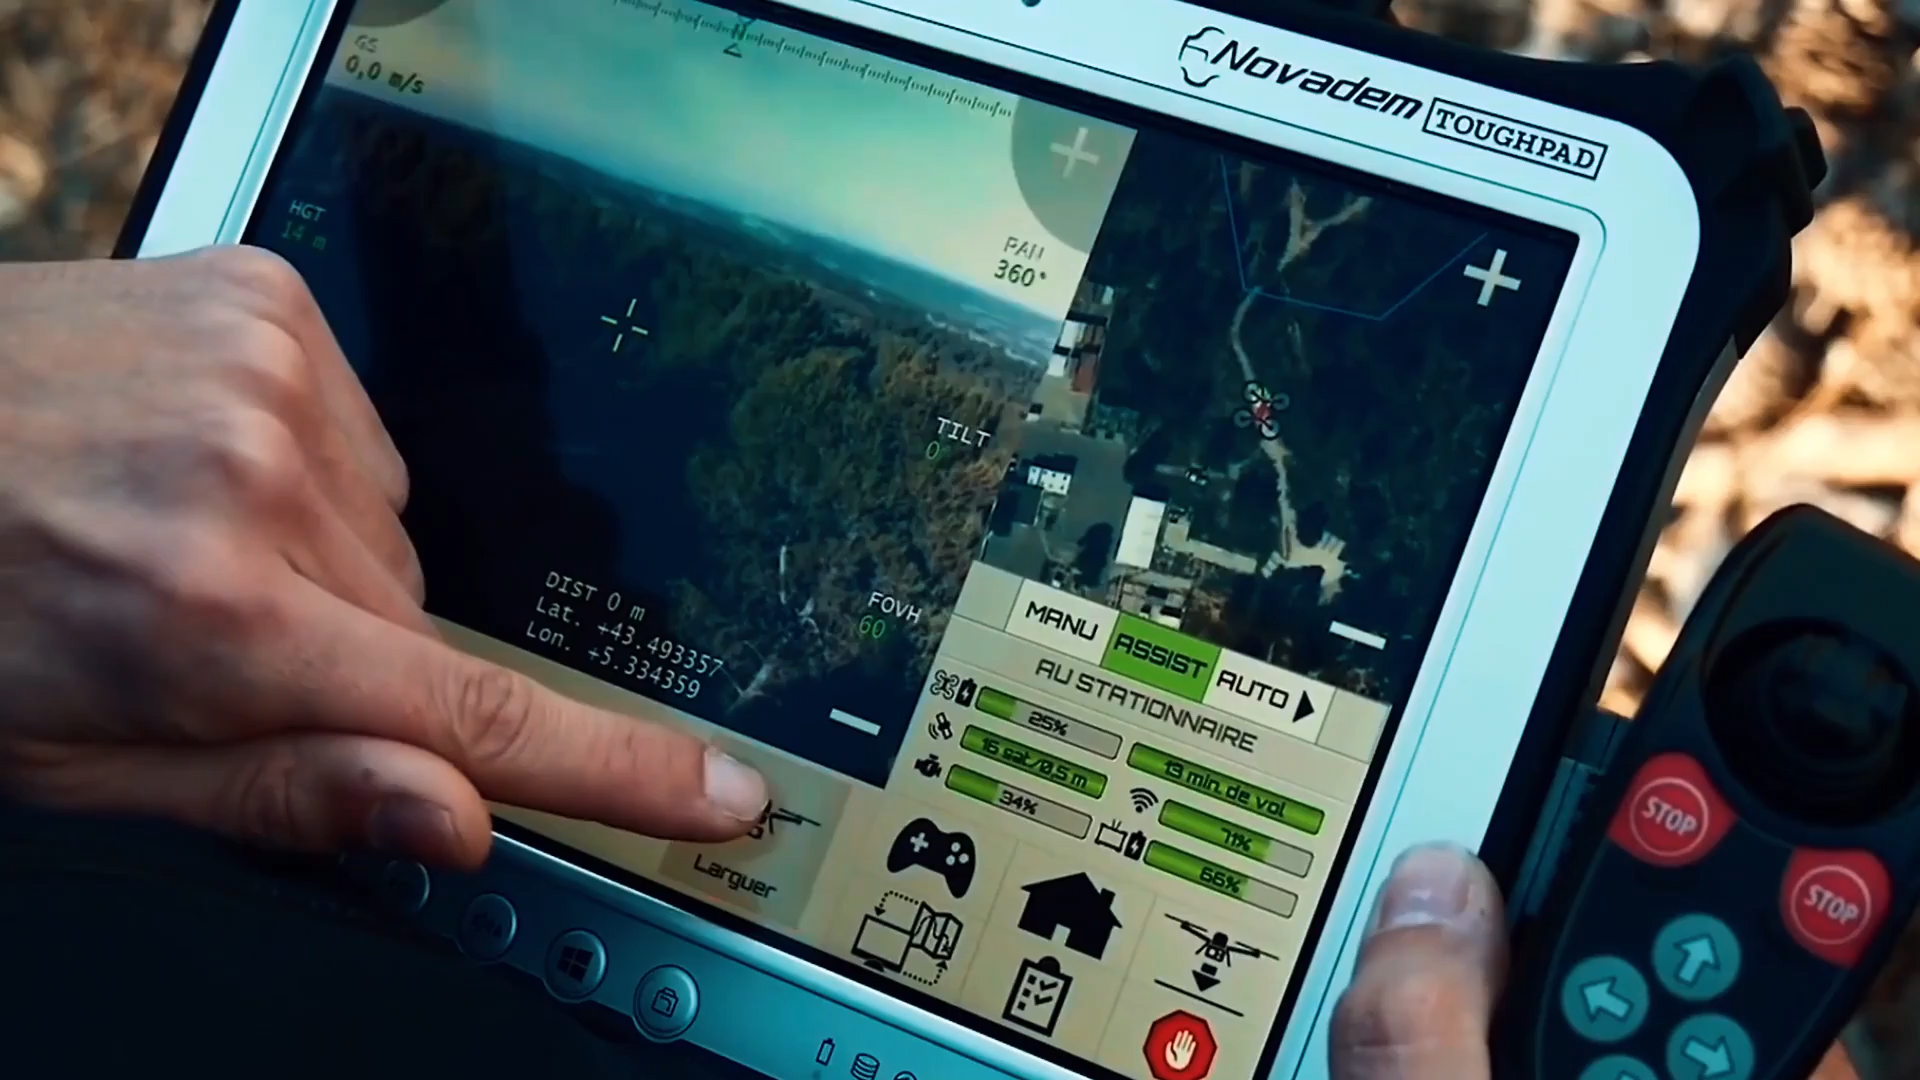 Novadem TOUGHPAD
GS
0,0 m/s
N
HGT
14 m
PAN
360°
TILT
0
FOVH
60
DIST 0 m
Lat. +43.493357
Lon. +5.334359
MANU ASSIST AUTO
AU STATIONNAIRE
25%
16 sat/0,5 m
13 min. de vol
34%
71%
66%
Larguer
STOP
STOP